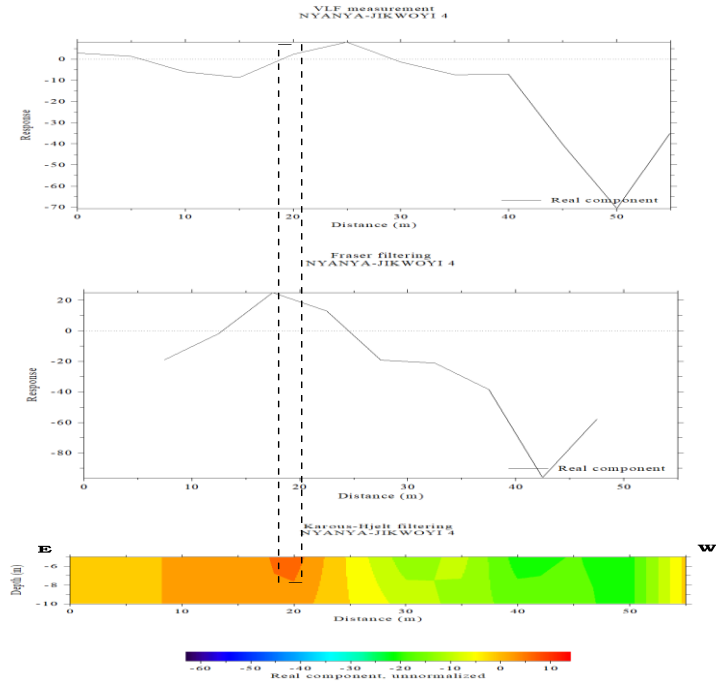 VLF measurement
NYANYA-JIKWOYI 4
0
-10
-20
-30
-40
-50
-60
-70
Response
0 10 20 30 40 50
Real component
Distance (m)
Fraser filtering
NYANYA-JIKWOYI 4
20
0
-20
-40
-60
-80
Response
Real component
0 10 20 30 40 50
Distance (m)
Karous-Hjelt filtering
NYANYA-JIKWOYI 4
E W
-6
-8
-10
Depth (m)
0 10 20 30 40 50
Distance (m)
-60 -50 -40 -30 -20 -10 0 10
Real component, unnormalized